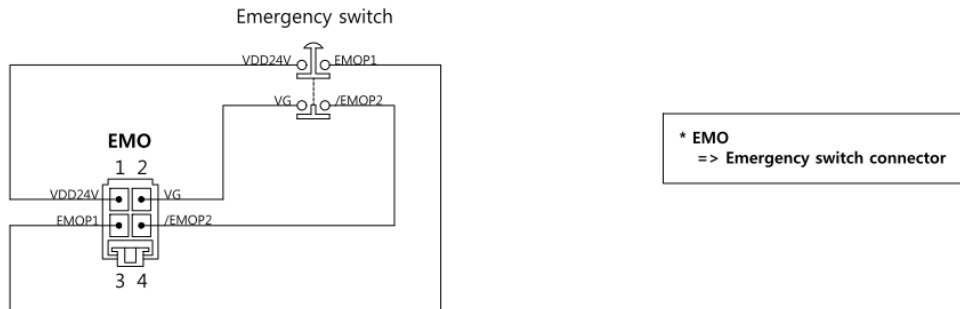 Emergency switch
VDD24V EMOP1
VG /EMOP2
EMO
1 2
VDD24V VG
EMOP1 /EMOP2
3 4
* EMO
=> Emergency switch connector